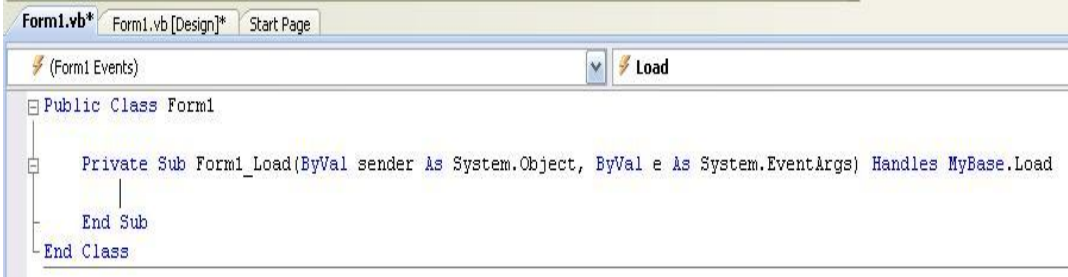 Form1.vb* Form1.vb [Design]* Start Page
(Form1 Events) Load
Public Class Form1
Private Sub Form1_Load(ByVal sender As System.Object, ByVal e As System.EventArgs) Handles MyBase.Load
End Sub
End Class